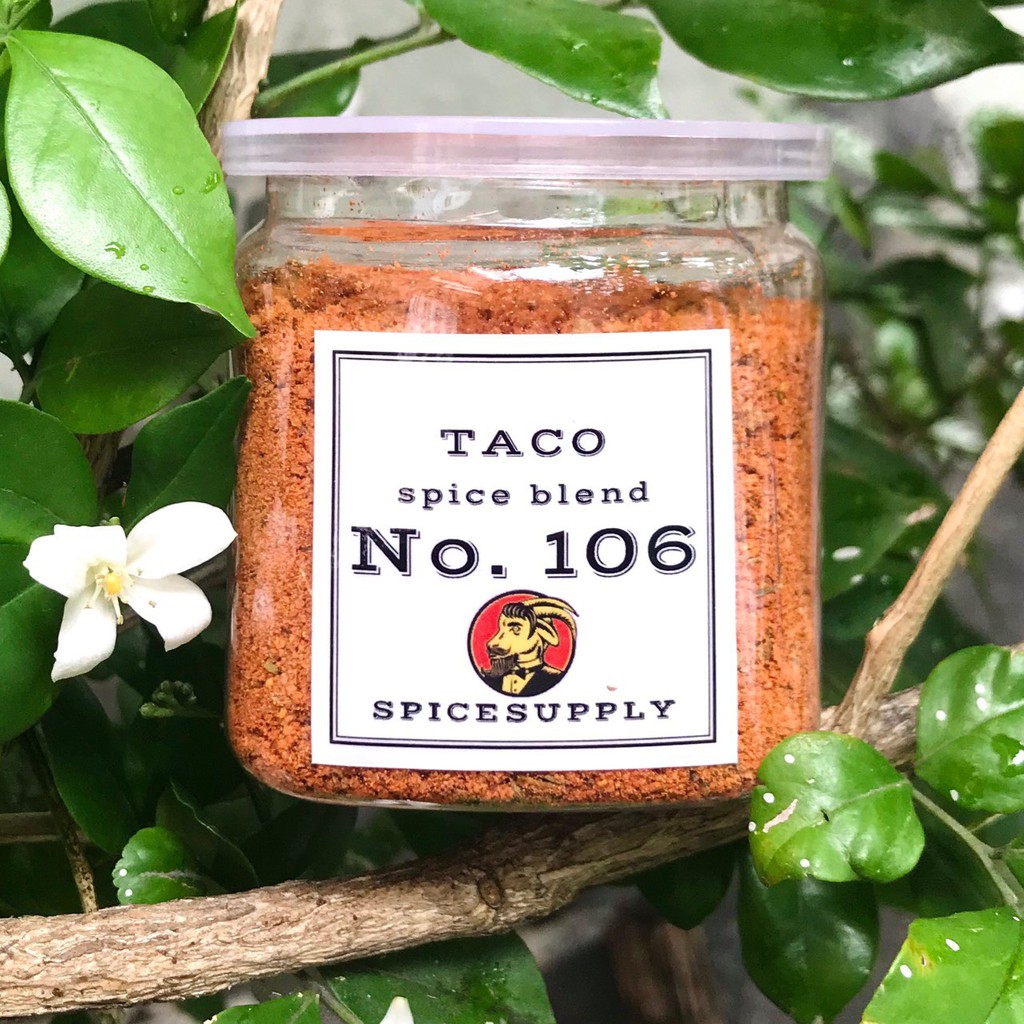 TACO
spice blend
No. 106
SPICESUPPLY